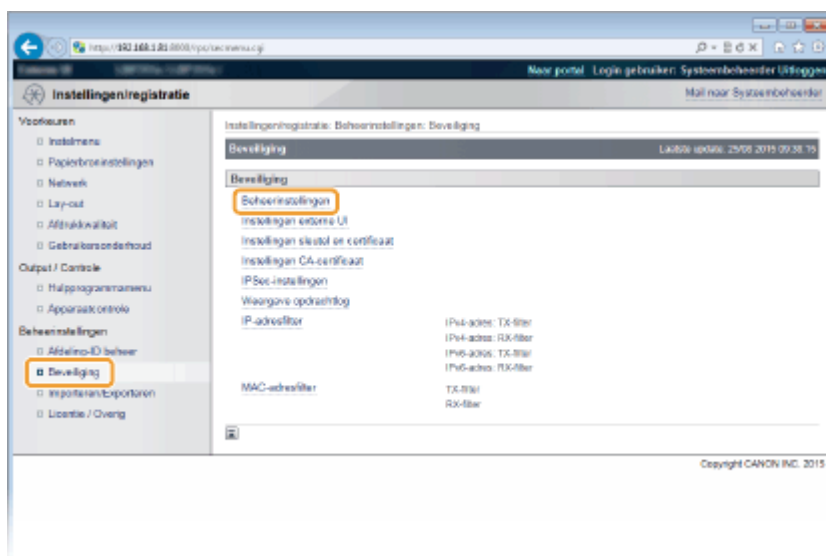 Naar portal Login gebruiker: Systeembeheerder Uitloggen
Instellingen/registratie
Mail naar Systeembeheerder
Voorkeuren
Instelmenu
Papierbroninstellingen
Netwerk
Lay-out
Afdrukkwaliteit
Gebruikersonderhoud
Output / Controle
Hulpprogrammamenu
Apparaatcontrole
Beheerinstellingen
Afdeling-ID beheer
Beveiliging
Importeren/Exporteren
Licentie / Overig
Instellingen/registratie: Beheerinstellingen: Beveiliging
Beveiliging
Laatste update: 25/08 2015 09:38:15
Beveiliging
Beheerinstellingen
Instellingen externe UI
Instellingen sleutel en certificaat
Instellingen CA-certificaat
IPSec-instellingen
Weergave opdrachtlog
IP-adresfilter
IPv4-adres: TX-filter
IPv4-adres: RX-filter
IPv6-adres: TX-filter
IPv6-adres: RX-filter
MAC-adresfilter
TX-filter
RX-filter
Copyright CANON INC. 2015